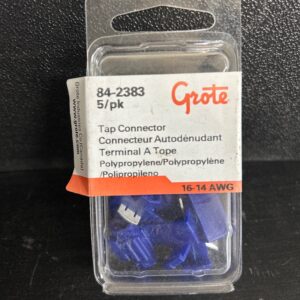 84-2383
5/pk
Grote
Tap Connector
Connecteur Autodénudant
Terminal A Tope
Polypropylene/Polypropylène
/Polipropileno
16-14 AWG